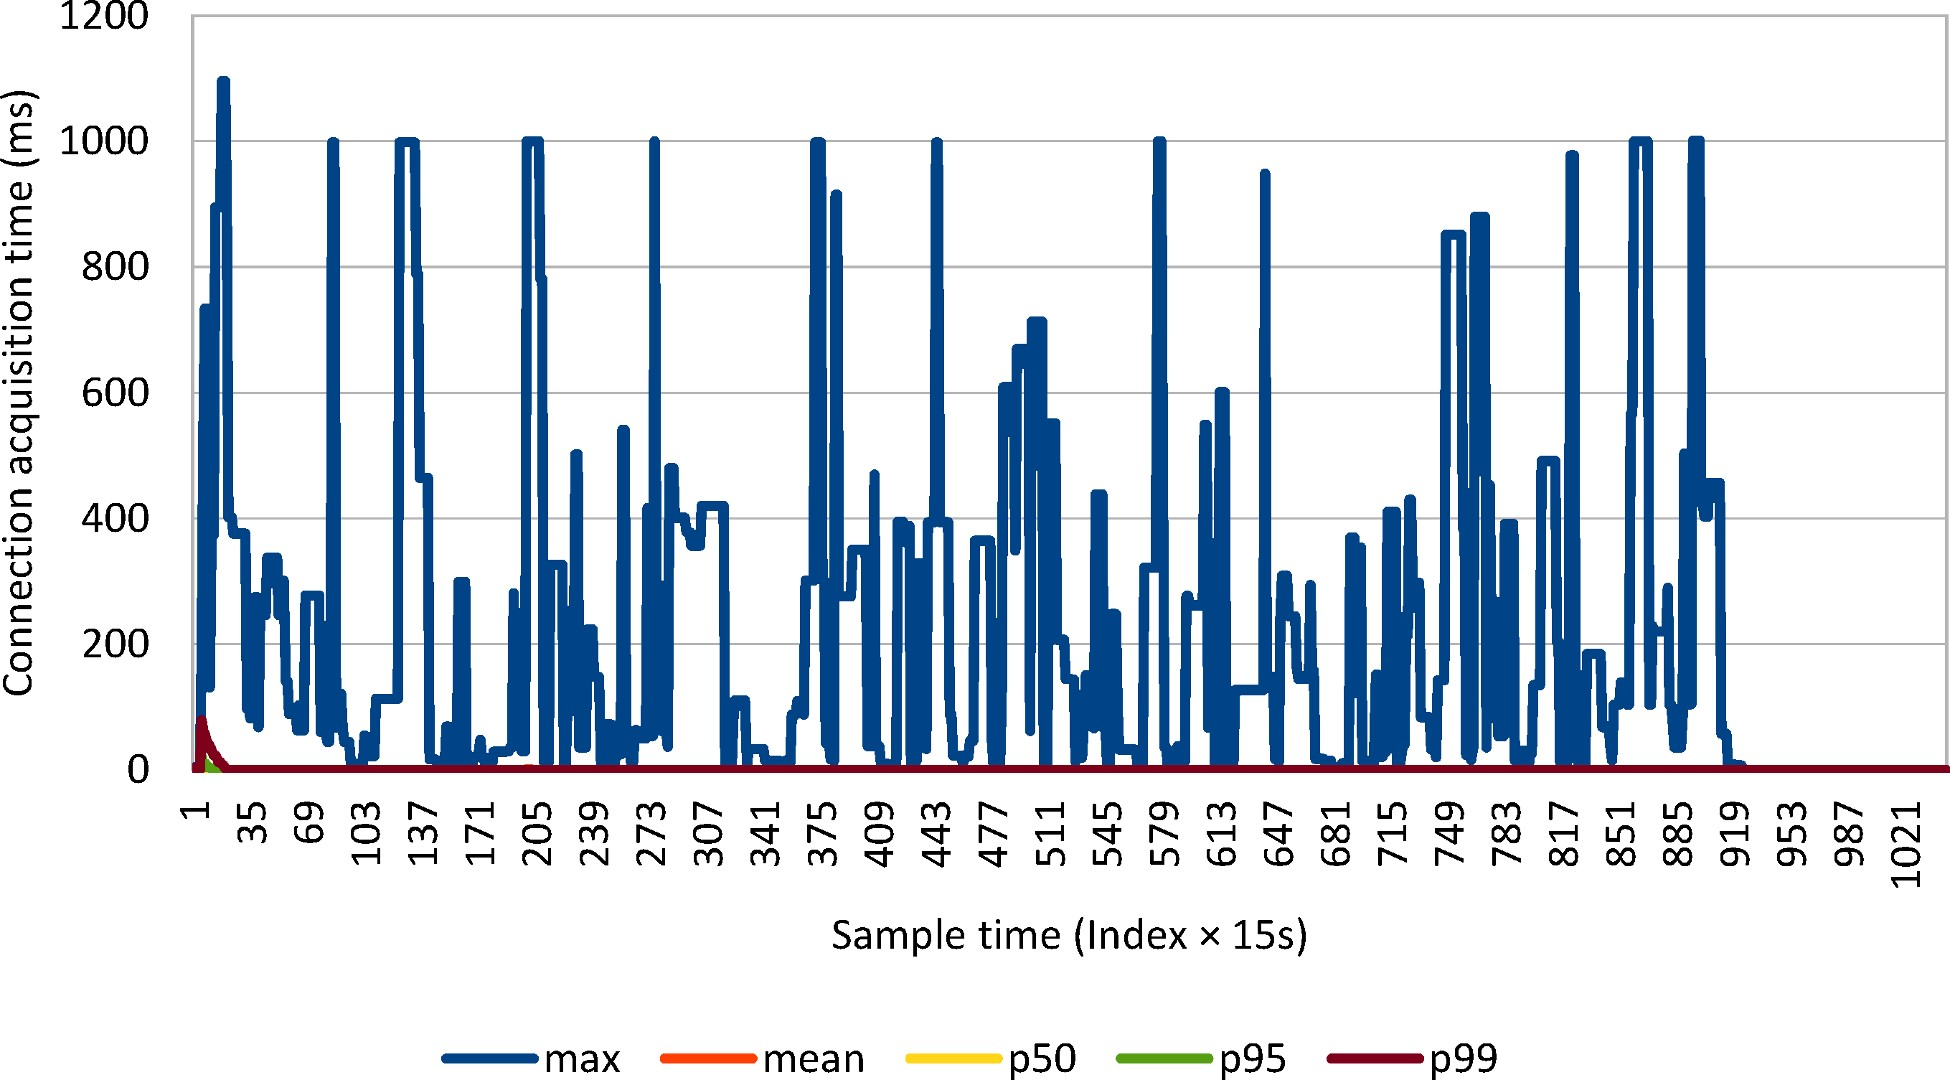 Connection acquisition time (ms)
1200
1000
800
600
400
200
0
1 35 69 103 137 171 205 239 273 307 341 375 409 443 477 511 545 579 613 647 681 715 749 783 817 851 885 919 953 987 1021
Sample time (Index × 15s)
max mean p50 p95 p99